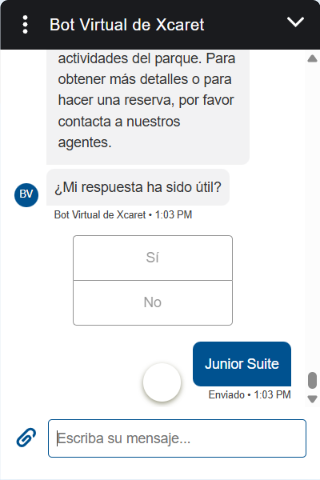 Bot Virtual de Xcaret
actividades del parque. Para
obtener más detalles o para
hacer una reserva, por favor
contacta a nuestros
agentes.
BV
¿Mi respuesta ha sido útil?
Bot Virtual de Xcaret • 1:03 PM
Sí
No
Junior Suite
Enviado • 1:03 PM
Escriba su mensaje...